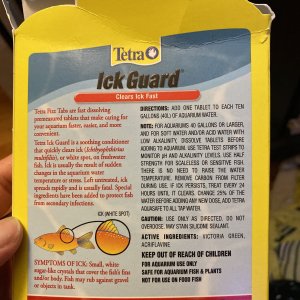 Tetra
Ick Guard
Clears Ick Fast
Tetra Fizz Tabs are fast dissolving
premeasured tablets that make caring for
your aquarium faster, easier, and more
convenient.
Tetra Ick Guard is a soothing conditioner
that quickly clears ick (Ichthyophthirius
multifiliis), or white spot, on freshwater
fish. Ick is usually the result of sudden
changes in the aquarium water
temperature or stress. Left untreated, ick
spreads rapidly and is usually fatal. Special
ingredients have been added to protect fish
from secondary infections.
ICK (WHITE SPOT)
SYMPTOMS OF ICK: Small, white
sugar-like crystals that cover the fish's fins
and/or body. Fish may rub against gravel
or objects in tank.
DIRECTIONS: ADD ONE TABLET TO EACH TEN
GALLONS (40L) OF AQUARIUM WATER.
NOTE: FOR AQUARIUMS 40 GALLONS OR LARGER,
AND FOR SOFT WATER AND/OR ACID WATER WITH
LOW ALKALINITY, DISSOLVE TABLETS BEFORE
ADDING TO AQUARIUM. USE TETRA TEST STRIPS TO
MONITOR pH AND ALKALINITY LEVELS. USE HALF
STRENGTH FOR SCALELESS OR SENSITIVE FISH.
THERE IS NO NEED TO RAISE THE WATER
TEMPERATURE. REMOVE CARBON FROM FILTER
DURING USE. IF ICK PERSISTS, TREAT EVERY 24
HOURS UNTIL IT CLEARS. CHANGE 25% OF
WATER BEFORE ADDING ANY NEW DOSE, ADD TETRA
AQUASAFE TO ALL TAP WATER.
CAUTION: USE ONLY AS DIRECTED. DO NOT
OVERDOSE. MAY STAIN SILICONE SEALANT.
ACTIVE INGREDIENTS: VICTORIA GREEN,
ACRIFLAVINE
KEEP OUT OF REACH OF CHILDREN
FOR AQUARIUM USE ONLY
SAFE FOR AQUARIUM FISH & PLANTS
NOT FOR USE ON FOOD FISH